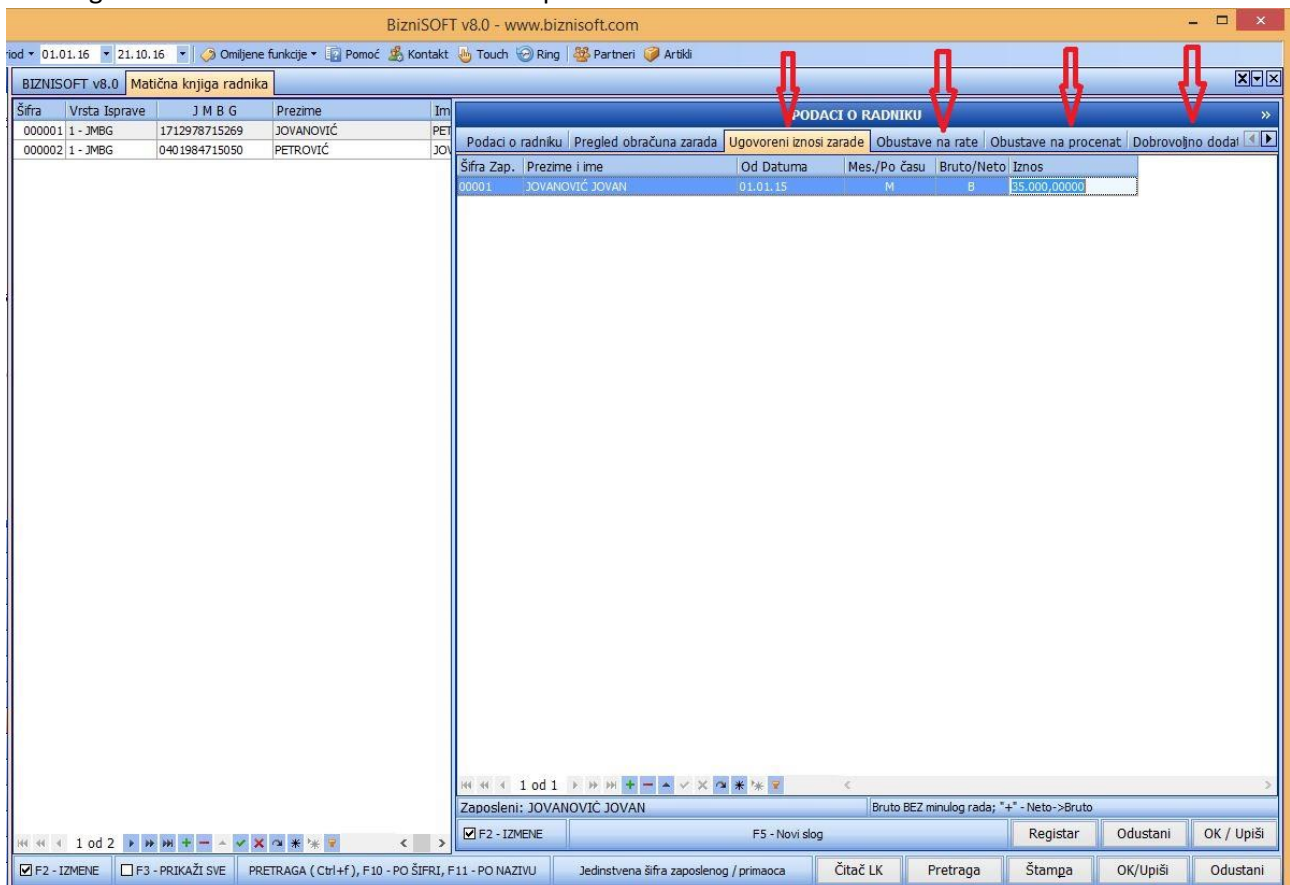 BizniSOFT v8.0 - www.biznisoft.com
01.01.16 21.10.16 Omiljene funkcije Pomoć Kontakt Touch Ring Partneri Artikli
BIZNISOFT v8.0 Matična knjiga radnika
Šifra Vrsta Isprave J M B G Prezime Im
000001 1 - JMBG 1712978715269 JOVANOVIĆ PET
000002 1 - JMBG 0401984715050 PETROVIĆ JOV
PODACI O RADNIKU »
Podaci o radniku Pregled obračuna zarada Ugovoreni iznosi zarade Obustave na rate Obustave na procenat Dobrovoljno dodat
Šifra Zap. Prezime i ime Od Datuma Mes./Po času Bruto/Neto Iznos
00001 JOVANOVIĆ JOVAN 01.01.15 M B 35.000,00000
1 od 1
Zaposleni: JOVANOVIĆ JOVAN Bruto BEZ minulog rada; "+" - Neto->Bruto
F2 - IZMENE F5 - Novi slog Registar Odustani OK / Upiši
1 od 2
F2 - IZMENE F3 - PRIKAŽI SVE PRETRAGA ( Ctrl+f ), F10 - PO ŠIFRI, F11 - PO NAZIVU Jedinstvena šifra zaposlenog / primaoca Čitač LK Pretraga Štampa OK/Upiši Odustani